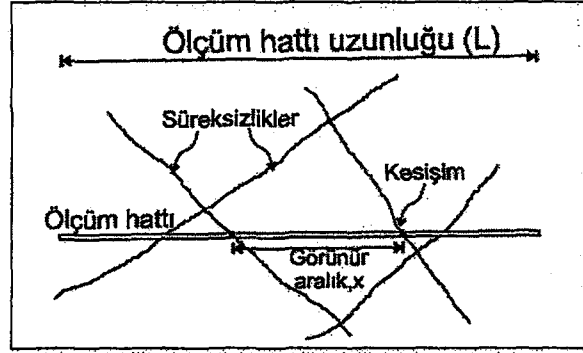 Ölçüm hattı uzunluğu (L)
Süreksizlikler
Kesişim
Ölçüm hattı
Görünür
aralık,x